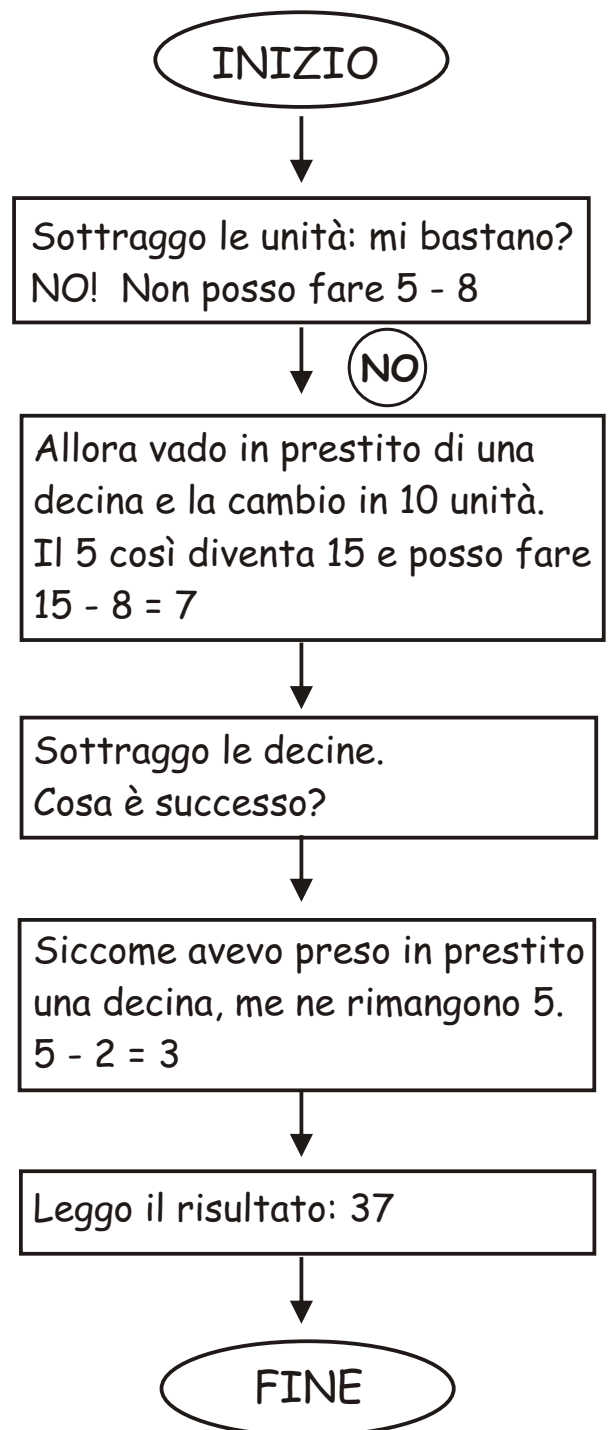 INIZIO
Sottraggo le unità: mi bastano?
NO! Non posso fare 5 - 8
NO
Allora vado in prestito di una
decina e la cambio in 10 unità.
Il 5 così diventa 15 e posso fare
15 - 8 = 7
Sottraggo le decine.
Cosa è successo?
Siccome avevo preso in prestito
una decina, me ne rimangono 5.
5 - 2 = 3
Leggo il risultato: 37
FINE